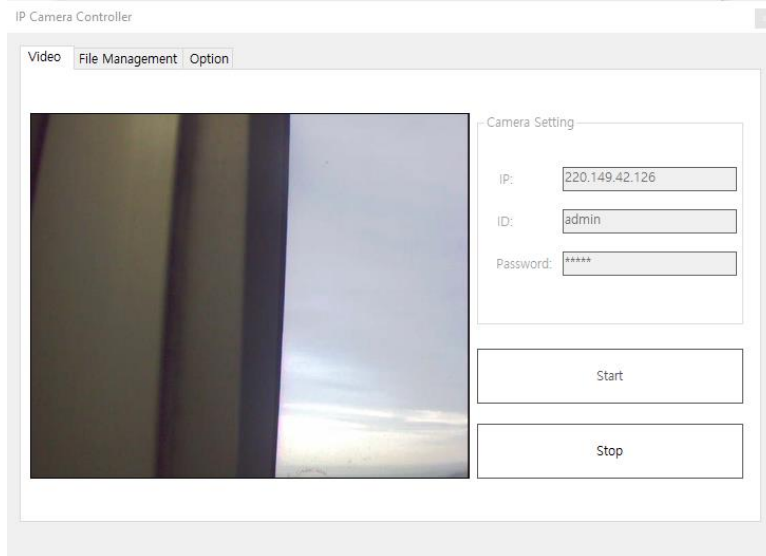 IP Camera Controller
Video File Management Option
Camera Setting
IP: 220.149.42.126
ID: admin
Password: *****
Start
Stop